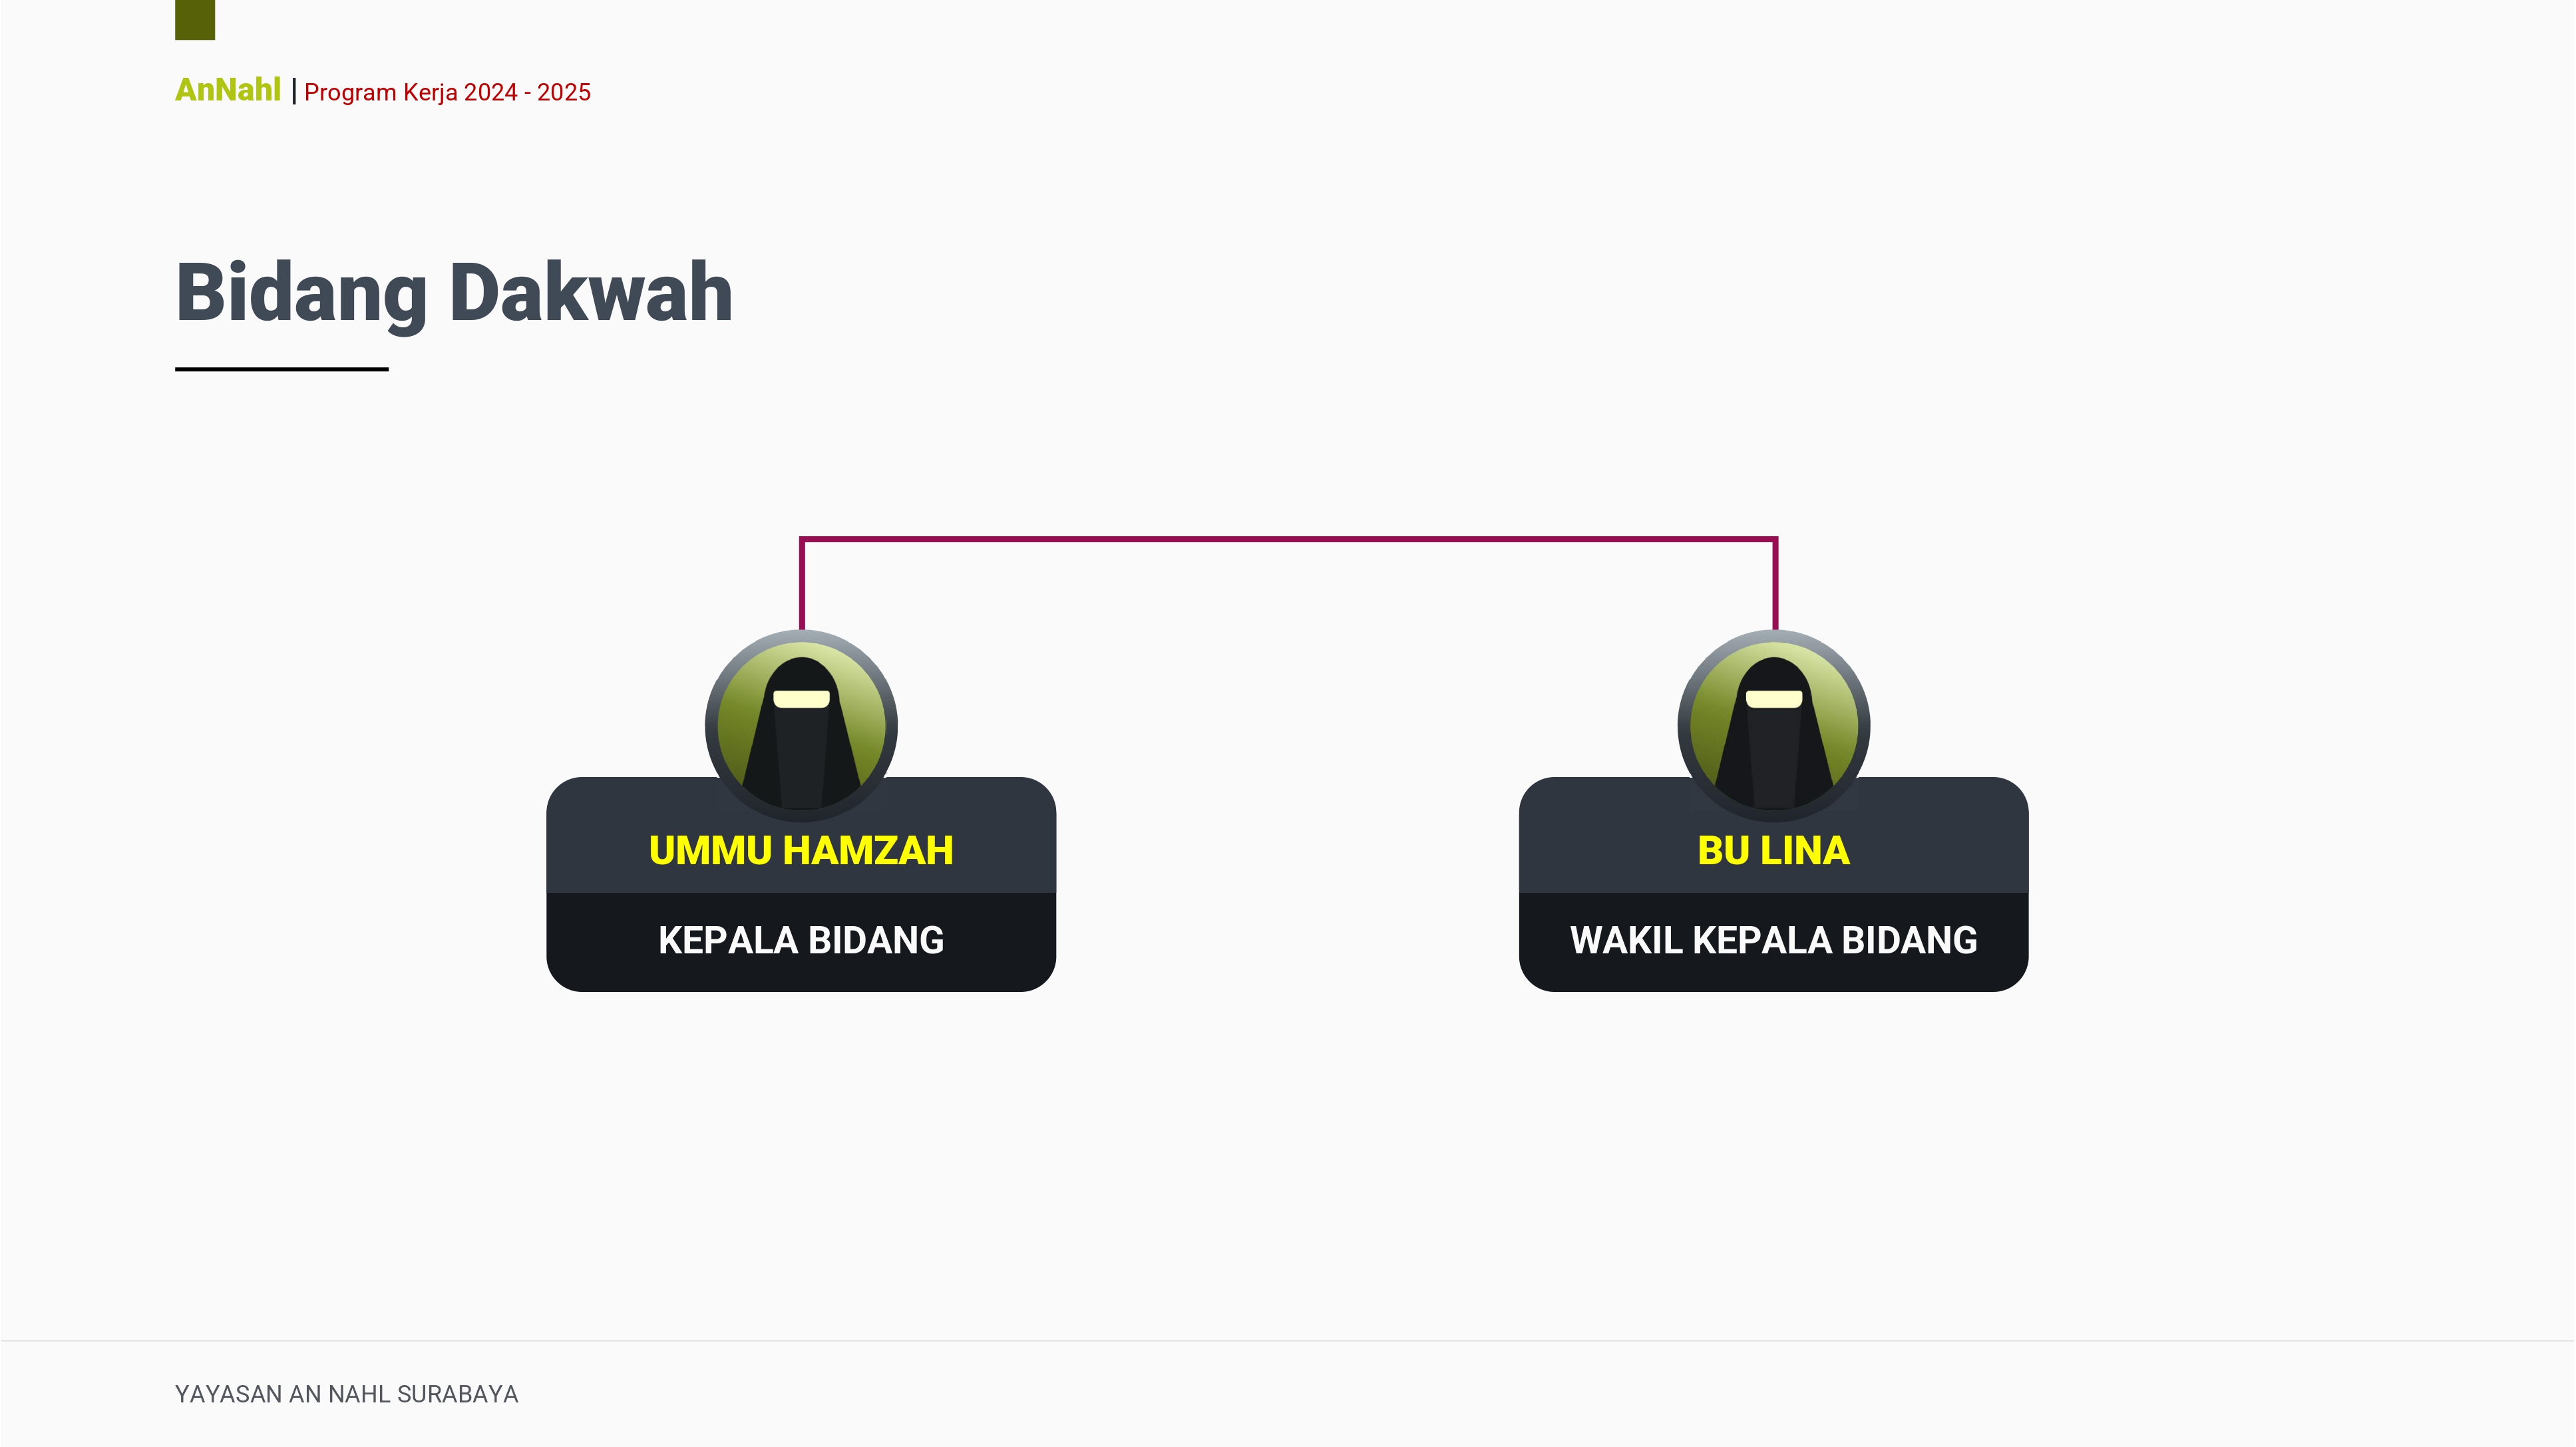 AnNahl | Program Kerja 2024 - 2025
Bidang Dakwah
UMMU HAMZAH
KEPALA BIDANG
BU LINA
WAKIL KEPALA BIDANG
YAYASAN AN NAHL SURABAYA